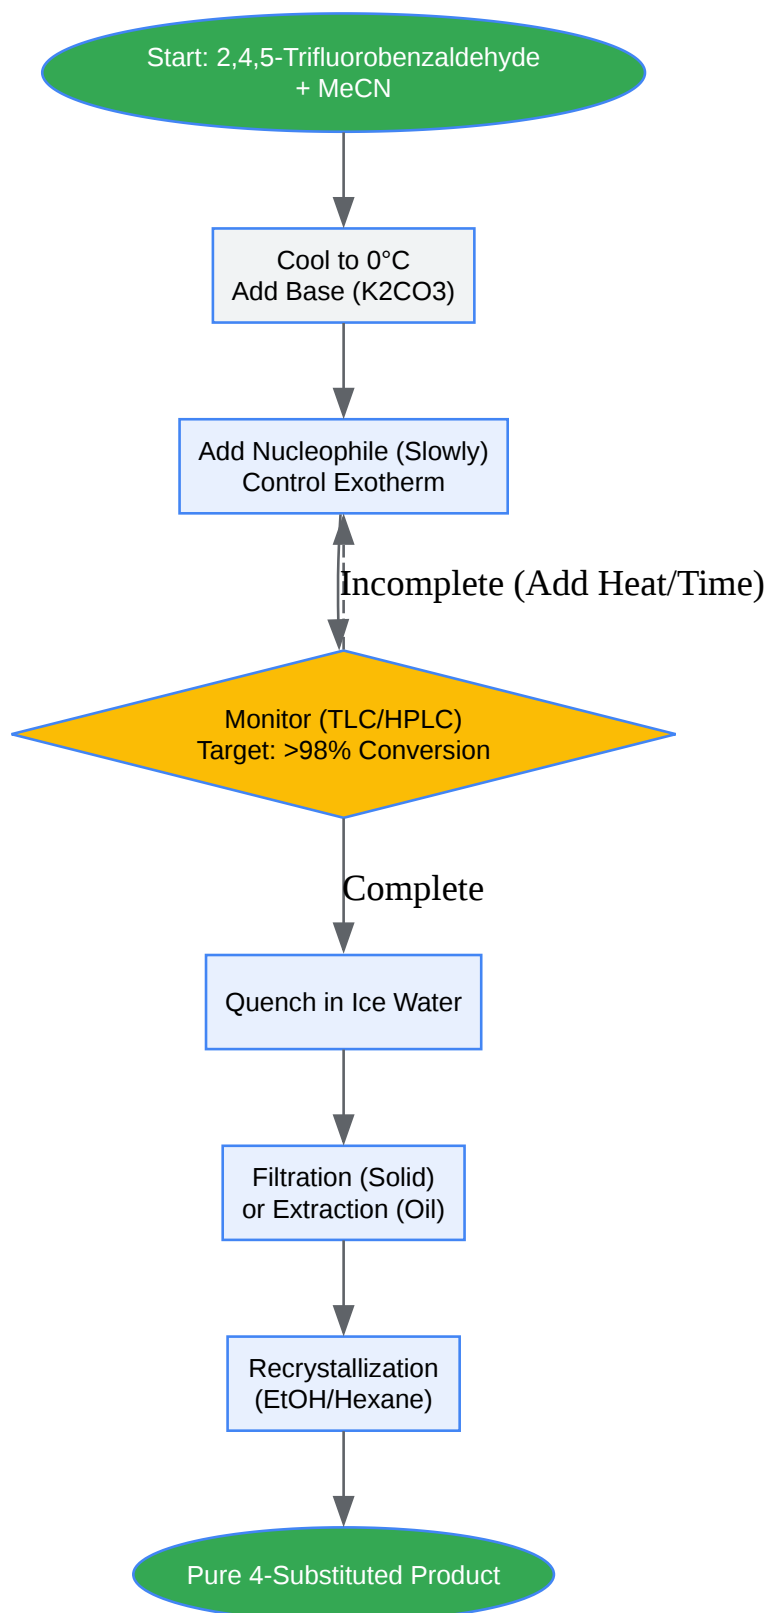 Start: 2,4,5-Trifluorobenzaldehyde
+ MeCN
Cool to 0°C
Add Base (K2CO3)
Add Nucleophile (Slowly)
Control Exotherm
Incomplete (Add Heat/Time)
Monitor (TLC/HPLC)
Target: >98% Conversion
Complete
Quench in Ice Water
Filtration (Solid)
or Extraction (Oil)
Recrystallization
(EtOH/Hexane)
Pure 4-Substituted Product